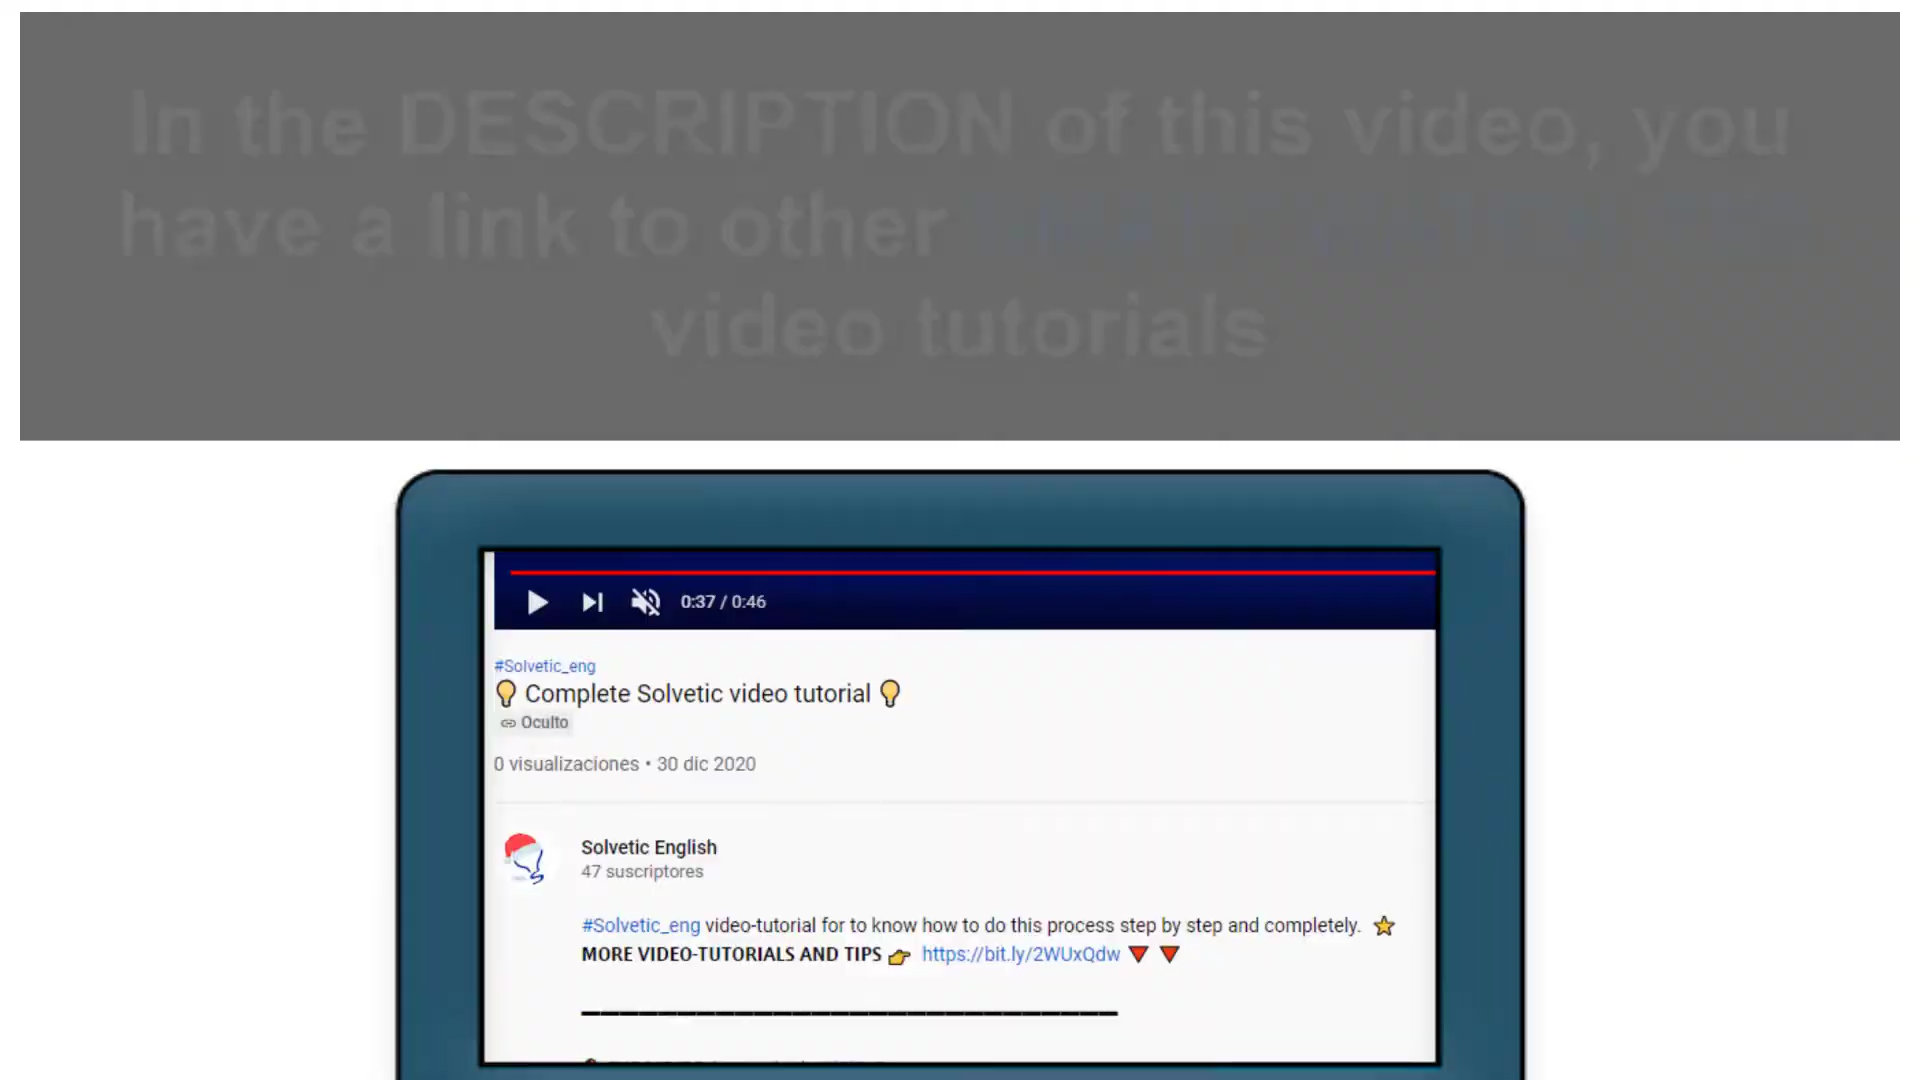 In the DESCRIPTION of this video, you
have a link to other
video tutorials
0:37 / 0:46
#Solvetic_eng
Complete Solvetic video tutorial
Oculto
0 visualizaciones • 30 dic 2020
Solvetic English
47 suscriptores
#Solvetic_eng video-tutorial for to know how to do this process step by step and completely.
MORE VIDEO-TUTORIALS AND TIPS 👉 https://bit.ly/2WUxQdw